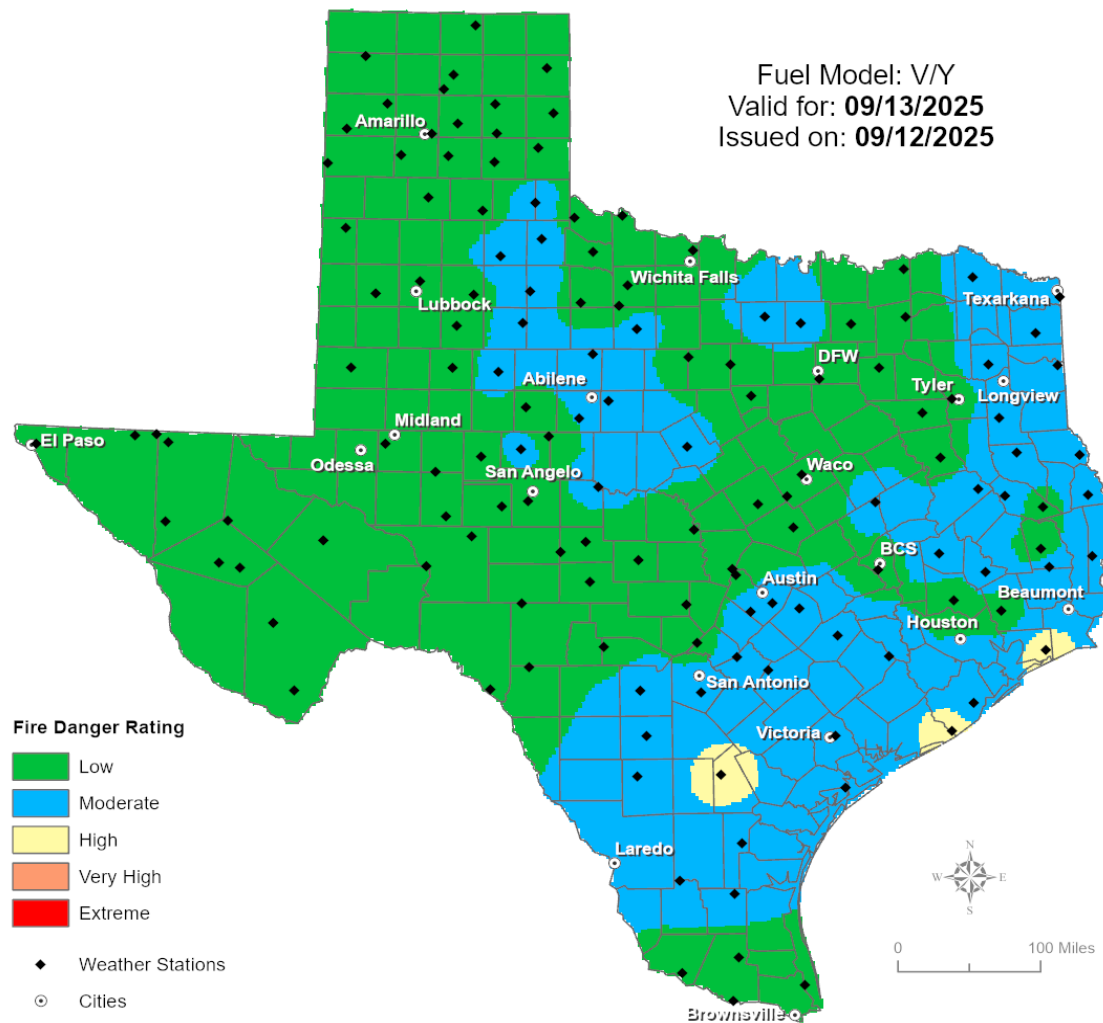 Fuel Model: V/Y
Valid for: 09/13/2025
Issued on: 09/12/2025
Amarillo
Wichita Falls
Lubbock
Texarkana
DFW
Abilene
Tyler
Longview
Midland
El Paso
Odessa
San Angelo
Waco
BCS
Austin
Beaumont
Houston
San Antonio
Victoria
Laredo
Brownsville
Fire Danger Rating
Low
Moderate
High
Very High
Extreme
Weather Stations
Cities
N
W E
S
0 100 Miles